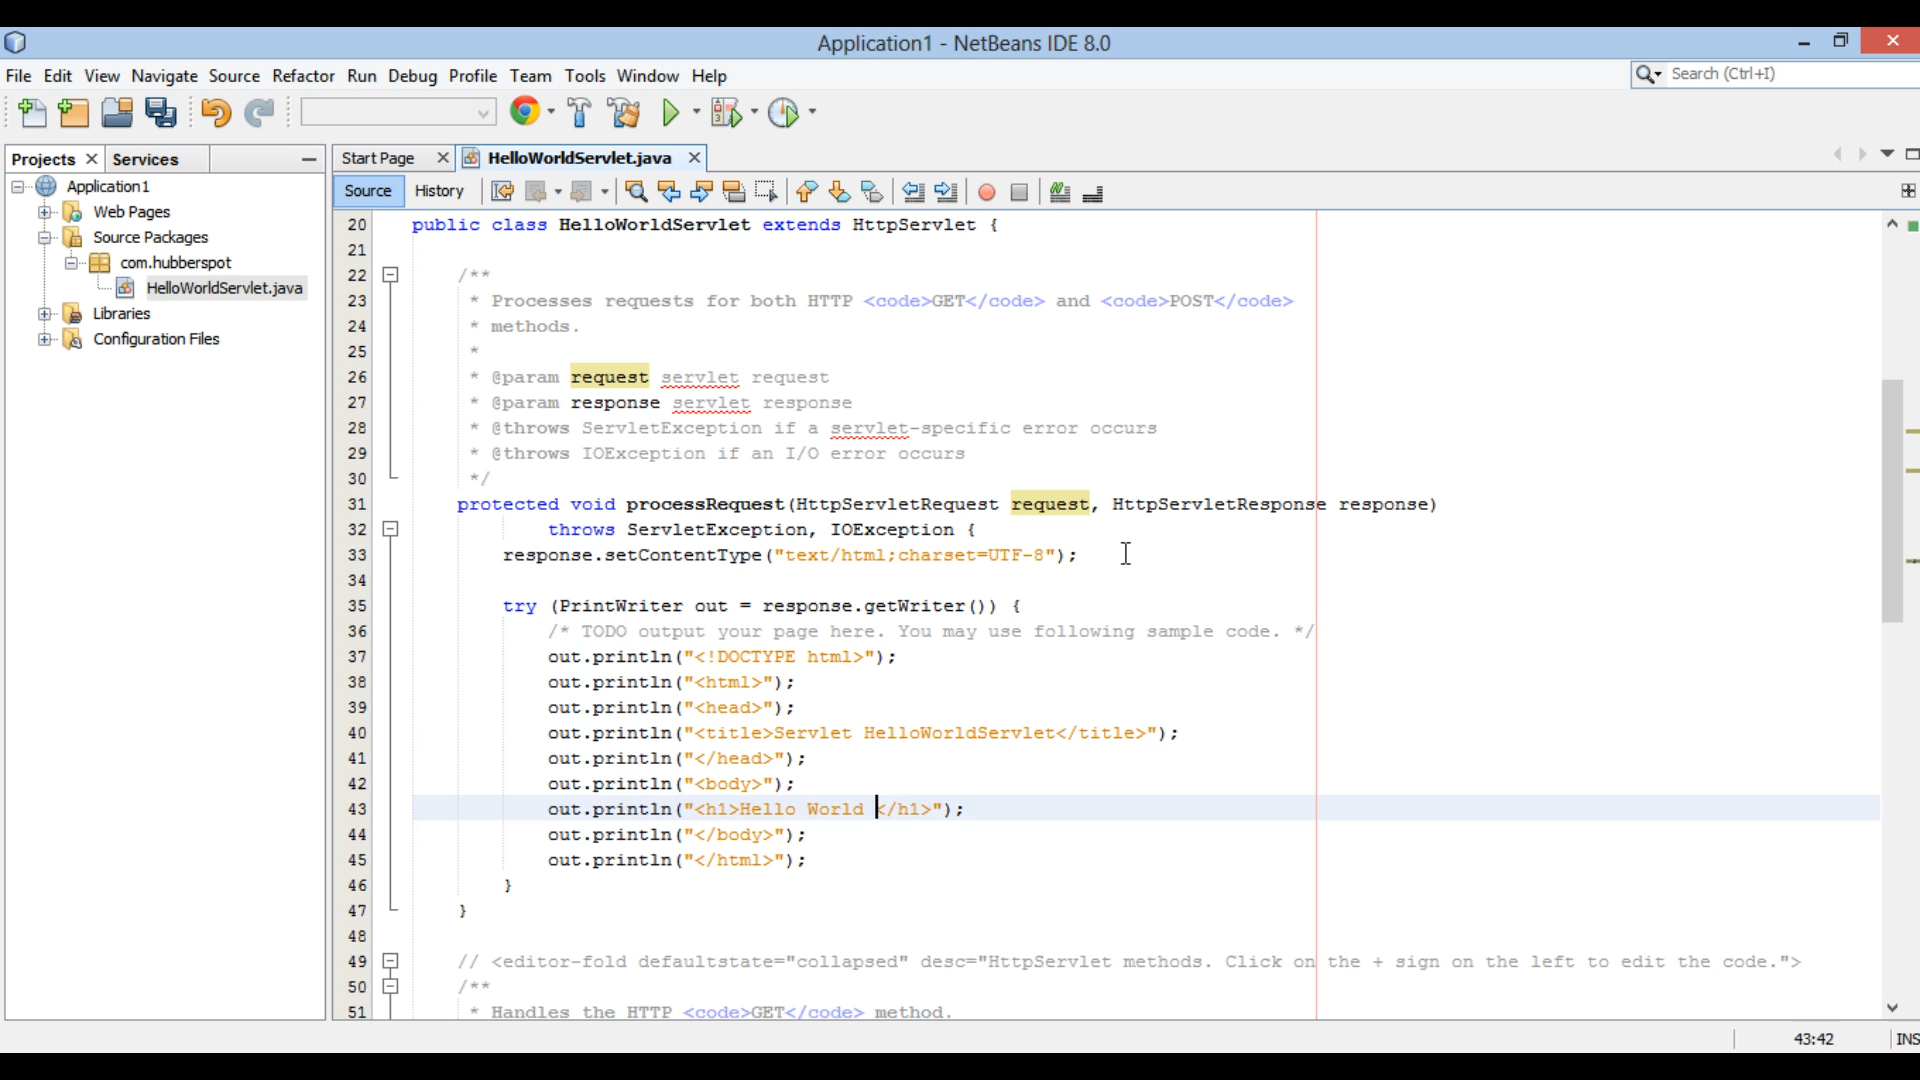 Application1 - NetBeans IDE 8.0
File Edit View Navigate Source Refactor Run Debug Profile Team Tools Window Help
Search (Ctrl+I)
Projects Services
Application1
Web Pages
Source Packages
com.hubberspot
HelloWorldServlet.java
Libraries
Configuration Files
Start Page HelloWorldServlet.java
Source History
20 public class HelloWorldServlet extends HttpServlet {
21
22 /**
23 * Processes requests for both HTTP <code>GET</code> and <code>POST</code>
24 * methods.
25 *
26 * @param request servlet request
27 * @param response servlet response
28 * @throws ServletException if a servlet-specific error occurs
29 * @throws IOException if an I/O error occurs
30 */
31 protected void processRequest(HttpServletRequest request, HttpServletResponse response)
32 throws ServletException, IOException {
33 response.setContentType("text/html;charset=UTF-8");
34
35 try (PrintWriter out = response.getWriter()) {
36 /* TODO output your page here. You may use following sample code. */
37 out.println("<!DOCTYPE html>");
38 out.println("<html>");
39 out.println("<head>");
40 out.println("<title>Servlet HelloWorldServlet</title>");
41 out.println("</head>");
42 out.println("<body>");
43 out.println("<h1>Hello World </h1>");
44 out.println("</body>");
45 out.println("</html>");
46 }
47 }
48
49 // <editor-fold defaultstate="collapsed" desc="HttpServlet methods. Click on the + sign on the left to edit the code.">
50 /**
51 * Handles the HTTP <code>GET</code> method.
43:42 INS